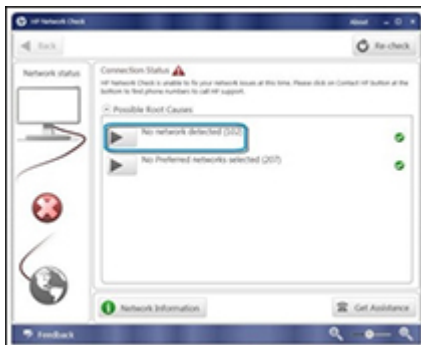 HP Network Check
About
Back
Re-check
Network status
Connection Status
HP Network Check is unable to fix your network issues at this time. Please click on Contact HP button at the
bottom to find phone numbers to call HP support.
Possible Root Causes
No network detected (102)
No Preferred networks selected (207)
Network Information
Get Assistance
Feedback